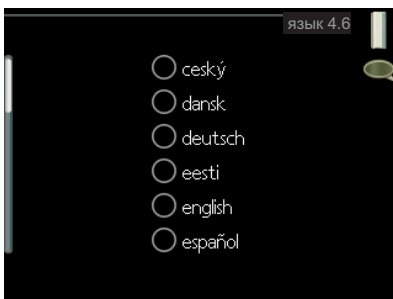 язык 4.6
ceský
dansk
deutsch
eesti
english
español